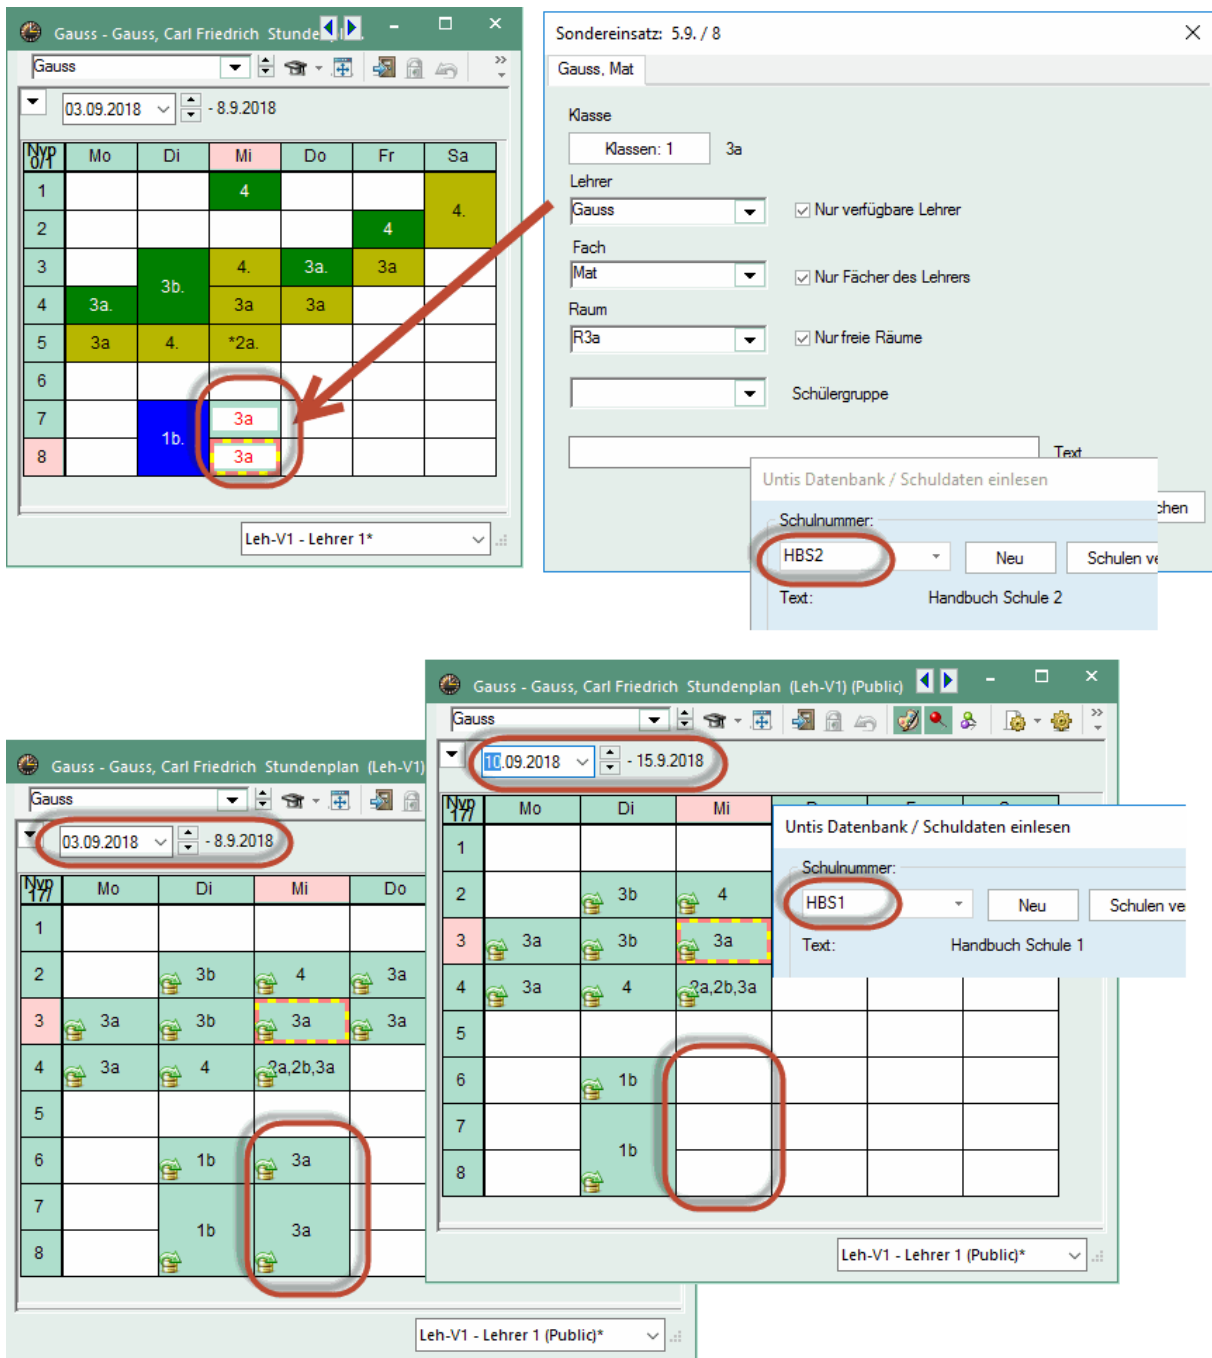 Gauss - Gauss, Carl Friedrich Stunde
Gauss
03.09.2018 - 8.9.2018
Mo Di Mi Do Fr Sa
1 4 4.
2 4
3 3b. 4. 3a. 3a
4 3a. 3a 3a
5 3a 4. *2a.
6
7 1b. 3a
8 3a
Leh-V1 - Lehrer 1*
Sondereinsatz: 5.9. / 8
Gauss, Mat
Klasse
Klassen: 1 3a
Lehrer
Gauss Nur verfügbare Lehrer
Fach
Mat Nur Fächer des Lehrers
Raum
R3a Nur freie Räume
Schülergruppe
Text
chen
Untis Datenbank / Schuldaten einlesen
Schulnummer:
HBS2 Neu Schulen ve
Text: Handbuch Schule 2
Gauss - Gauss, Carl Friedrich Stundenplan (Leh-V1) (Public)
Gauss
10.09.2018 - 15.9.2018
Mo Di Mi
1
2 3b 4
3 3a 3b 3a
4 3a 4 2a,2b,3a
5
6 1b
7 1b
8
Leh-V1 - Lehrer 1 (Public)*
Untis Datenbank / Schuldaten einlesen
Schulnummer:
HBS1 Neu Schulen ve
Text: Handbuch Schule 1
Gauss - Gauss, Carl Friedrich Stundenplan (Leh-V1)
Gauss
03.09.2018 - 8.9.2018
Mo Di Mi Do
1
2 3b 4 3a
3 3a 3b 3a 3a
4 3a 4 2a,2b,3a
5
6 1b 3a
7 1b 3a
8
Leh-V1 - Lehrer 1 (Public)*